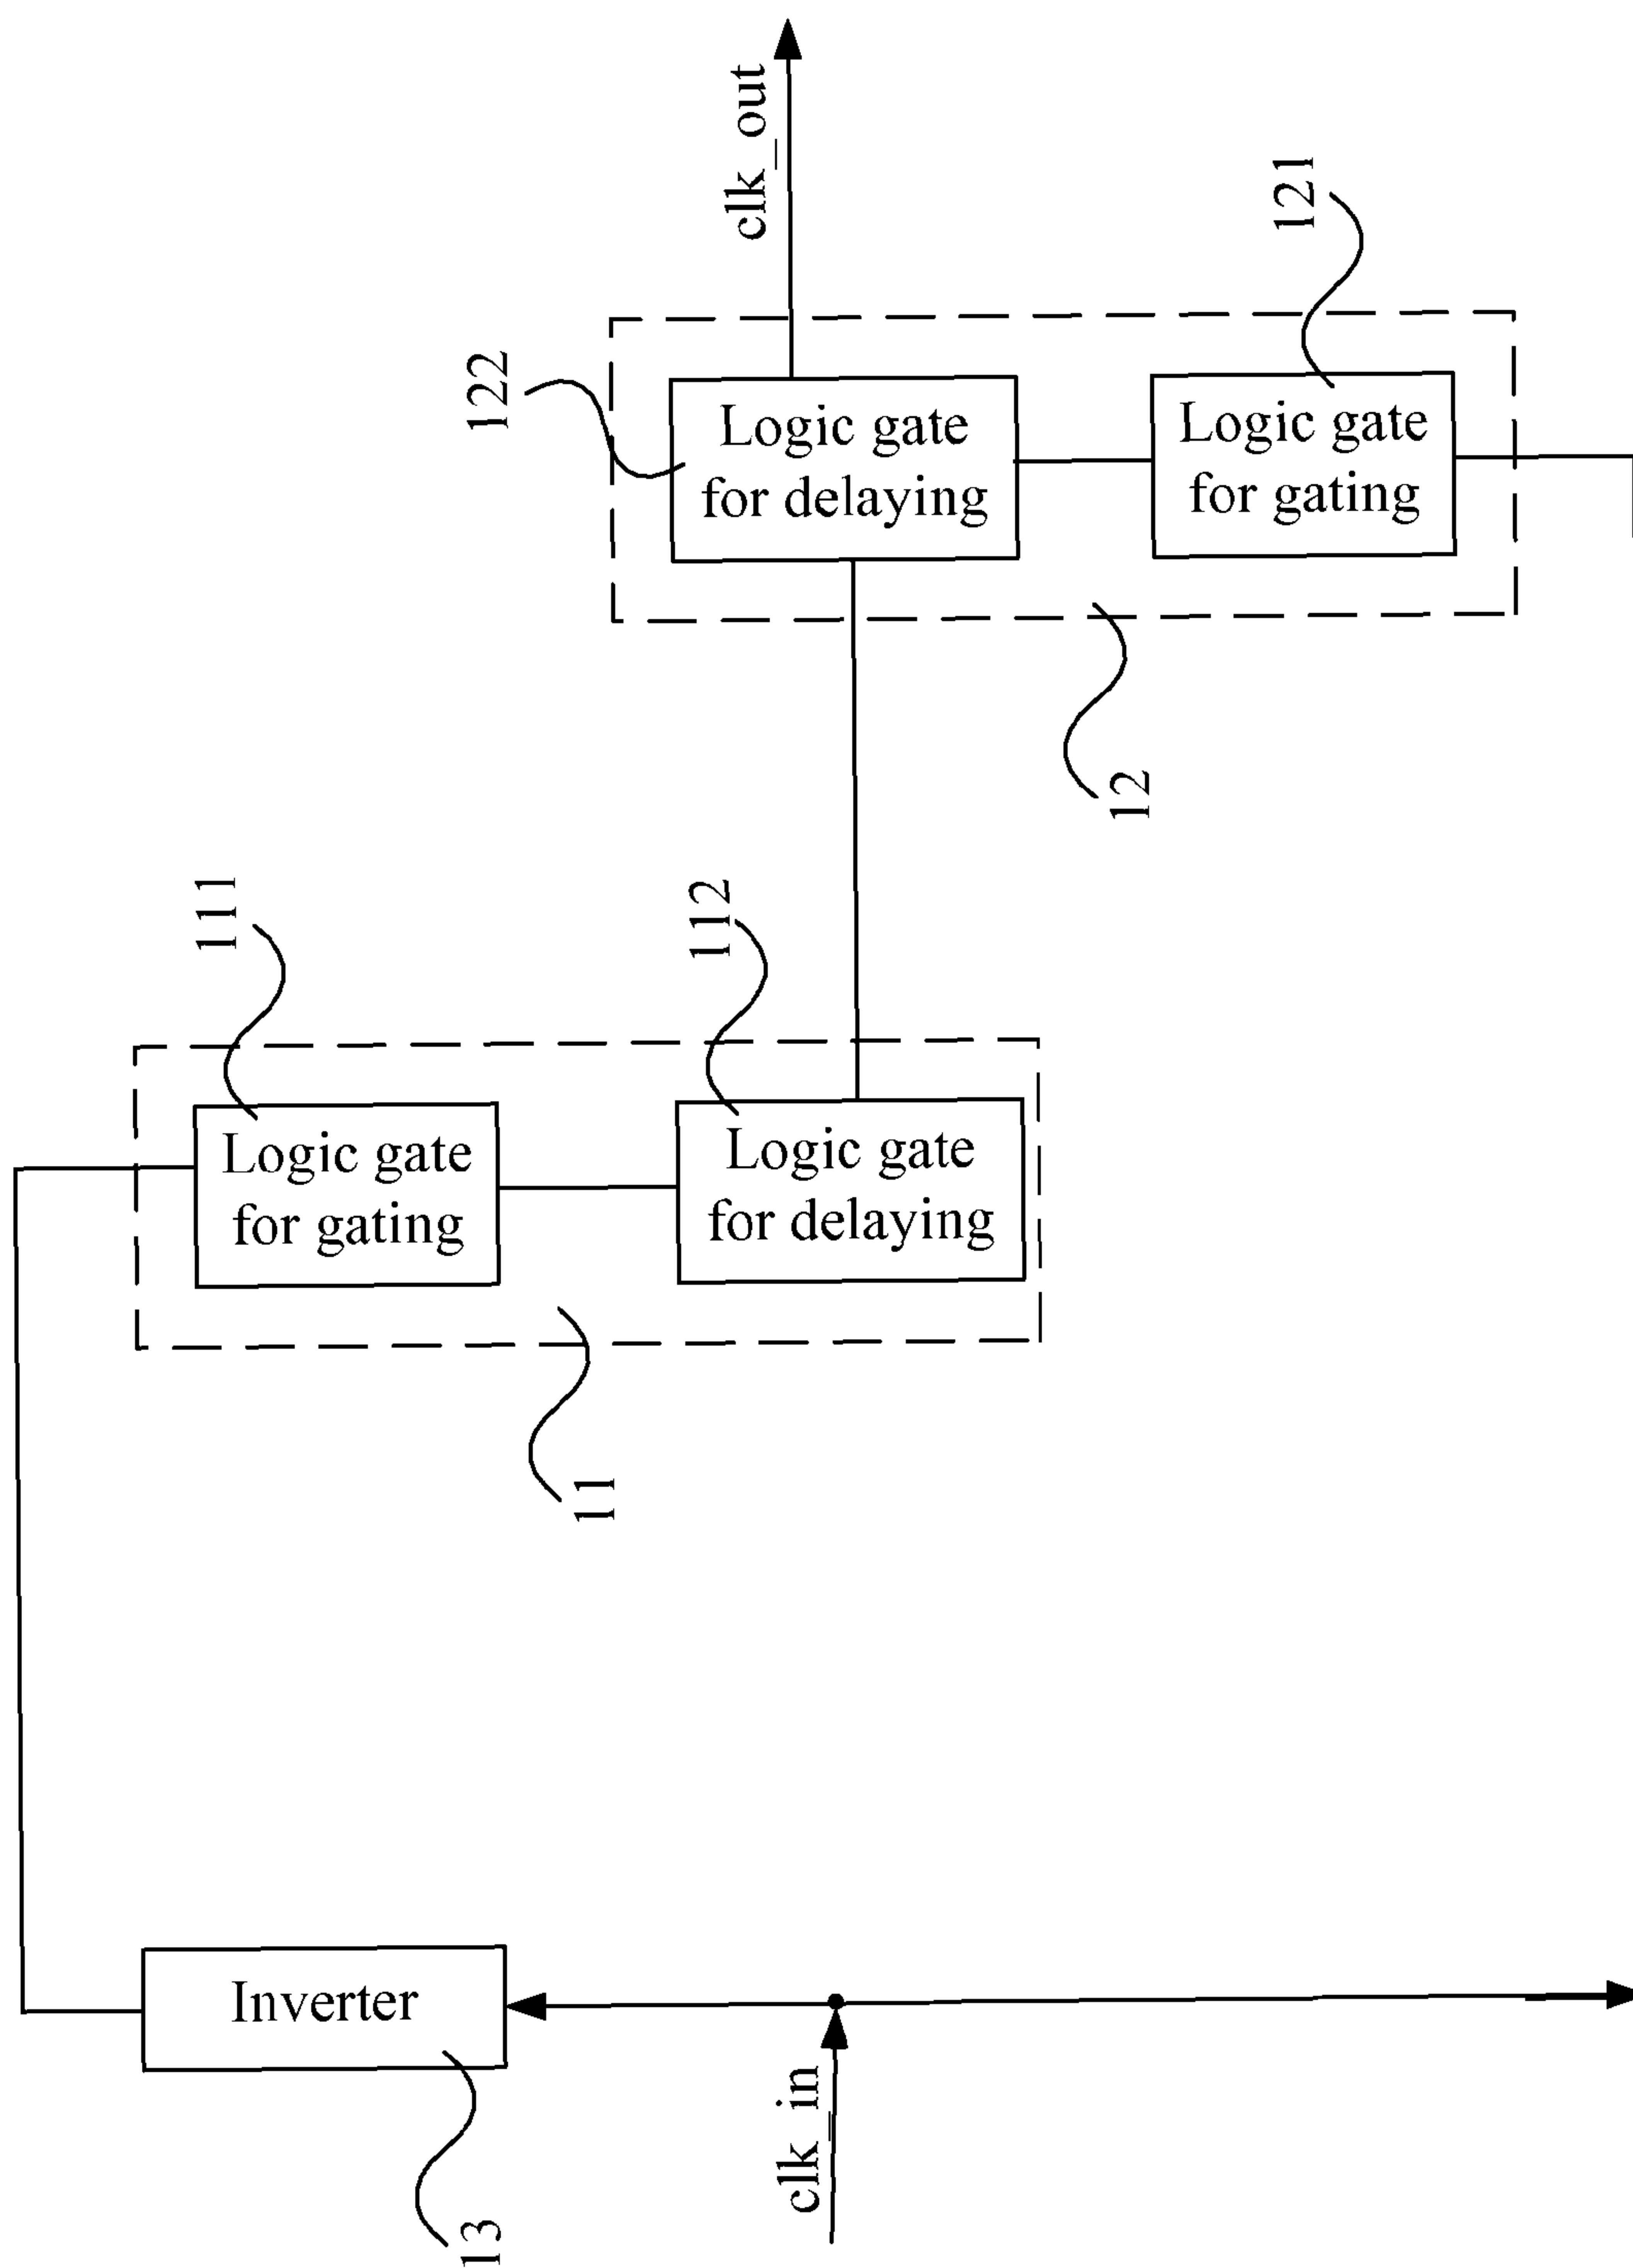 clk_out
121
122
Logic gate
for delaying
Logic gate
for gating
12
111
112
Logic gate
for gating
Logic gate
for delaying
11
Inverter
clk_in
13